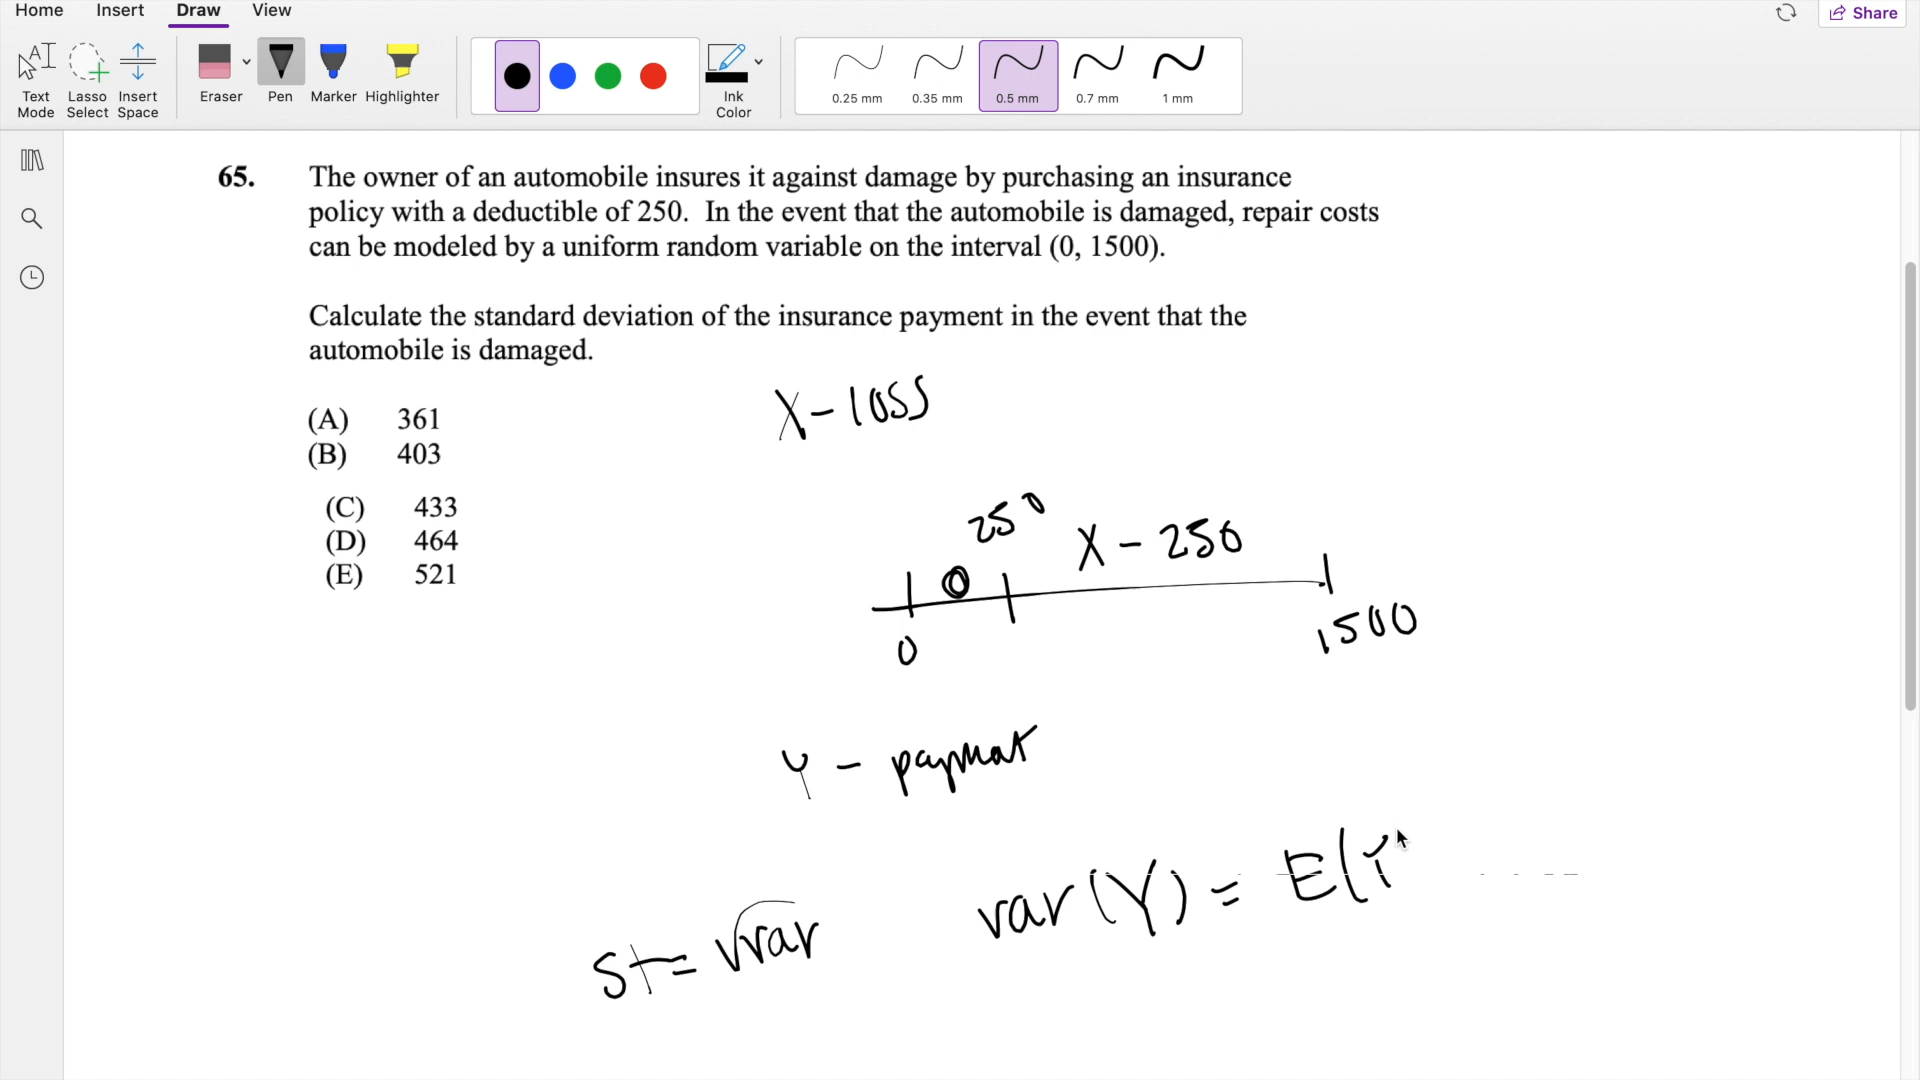 Home Insert Draw View Share
Text Mode Lasso Select Insert Space Eraser Pen Marker Highlighter Ink Color 0.25 mm 0.35 mm 0.5 mm 0.7 mm 1 mm
65. The owner of an automobile insures it against damage by purchasing an insurance
policy with a deductible of 250. In the event that the automobile is damaged, repair costs
can be modeled by a uniform random variable on the interval (0, 1500).
Calculate the standard deviation of the insurance payment in the event that the
automobile is damaged.
(A) 361
(B) 403
(C) 433
(D) 464
(E) 521
X - loss
250
X - 250
0
0
1500
Y - payment
var(Y) = E(Y
St = √var